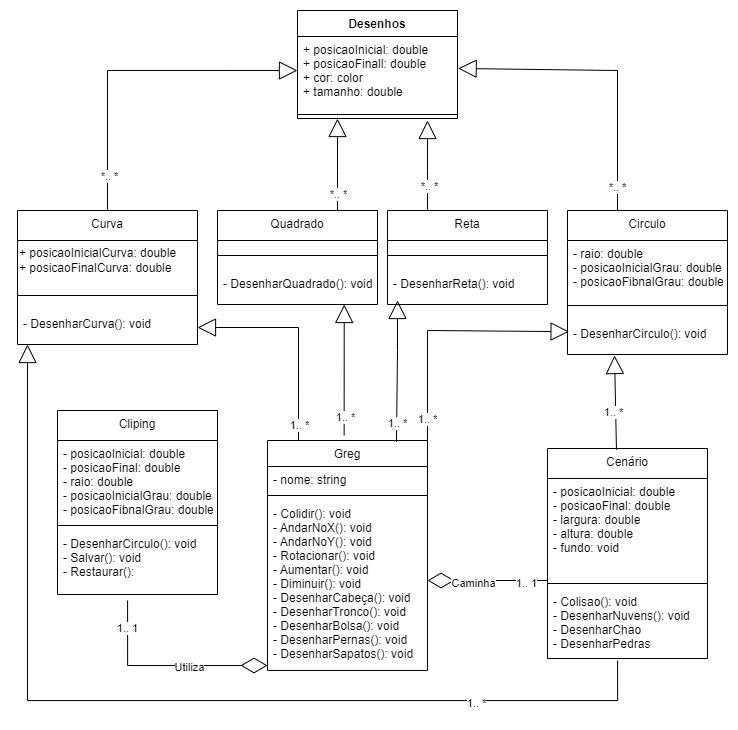 Desenhos
+ posicaoInicial: double
+ posicaoFinall: double
+ cor: color
+ tamanho: double
*.. *
*.. *
*.. *
*.. *
Curva
+ posicaoInicialCurva: double
+ posicaoFinalCurva: double
- DesenharCurva(): void
Quadrado
- DesenharQuadrado(): void
Reta
- DesenharReta(): void
Circulo
- raio: double
- posicaoInicialGrau: double
- posicaoFibnalGrau: double
- DesenharCirculo(): void
1.. *
1.. *
1.. *
1.. *
1.. *
Cliping
- posicaoInicial: double
- posicaoFinal: double
- raio: double
- posicaoInicialGrau: double
- posicaoFibnalGrau: double
- DesenharCirculo(): void
- Salvar(): void
- Restaurar():
Greg
- nome: string
- Colidir(): void
- AndarNoX(): void
- AndarNoY(): void
- Rotacionar(): void
- Aumentar(): void
- Diminuir(): void
- DesenharCabeça(): void
- DesenharTronco(): void
- DesenharBolsa(): void
- DesenharPernas(): void
- DesenharSapatos(): void
Cenário
- posicaoInicial: double
- posicaoFinal: double
- largura: double
- altura: double
- fundo: void
- Colisao(): void
- DesenharNuvens(): void
- DesenharChao
- DesenharPedras
Caminha
1.. 1
1.. 1
Utiliza
1.. *